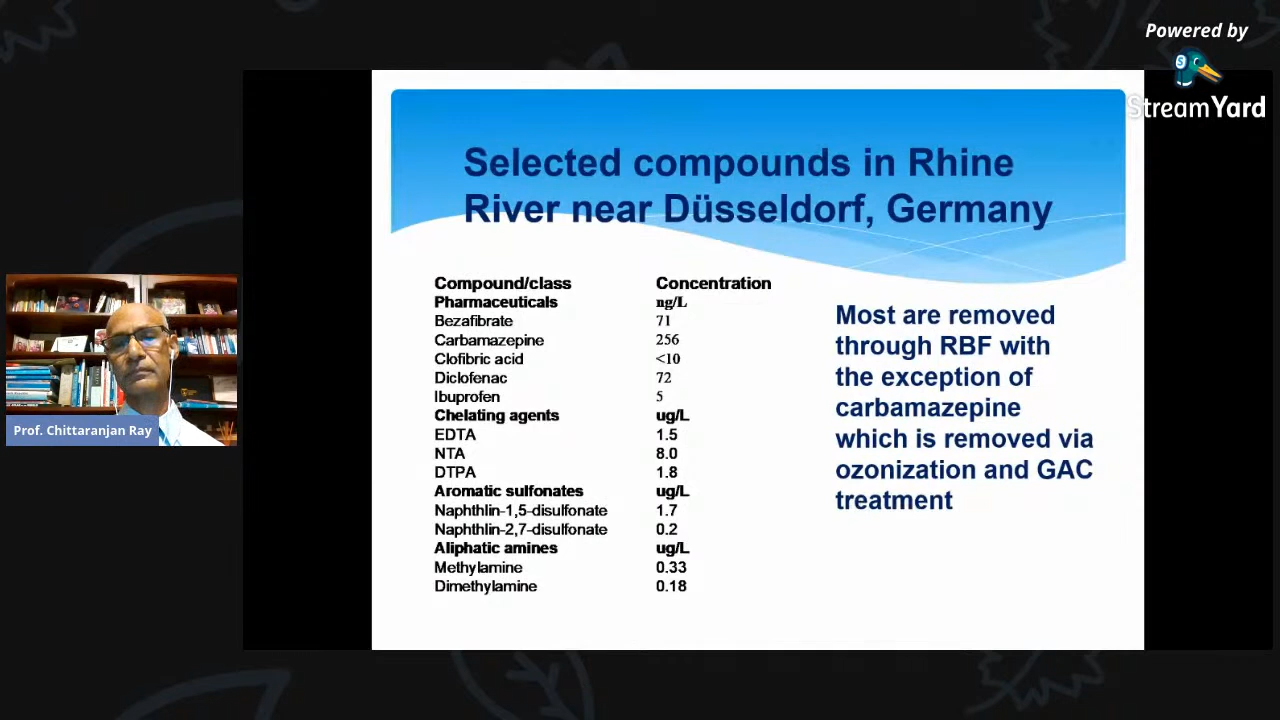 Powered by
StreamYard
Selected compounds in Rhine
River near Düsseldorf, Germany
Compound/class Concentration
Pharmaceuticals ng/L
Bezafibrate 71
Carbamazepine 256
Clofibric acid <10
Diclofenac 72
Ibuprofen 5
Chelating agents ug/L
EDTA 1.5
NTA 8.0
DTPA 1.8
Aromatic sulfonates ug/L
Naphthlin-1,5-disulfonate 1.7
Naphthlin-2,7-disulfonate 0.2
Aliphatic amines ug/L
Methylamine 0.33
Dimethylamine 0.18
Most are removed
through RBF with
the exception of
carbamazepine
which is removed via
ozonization and GAC
treatment
Prof. Chittaranjan Ray